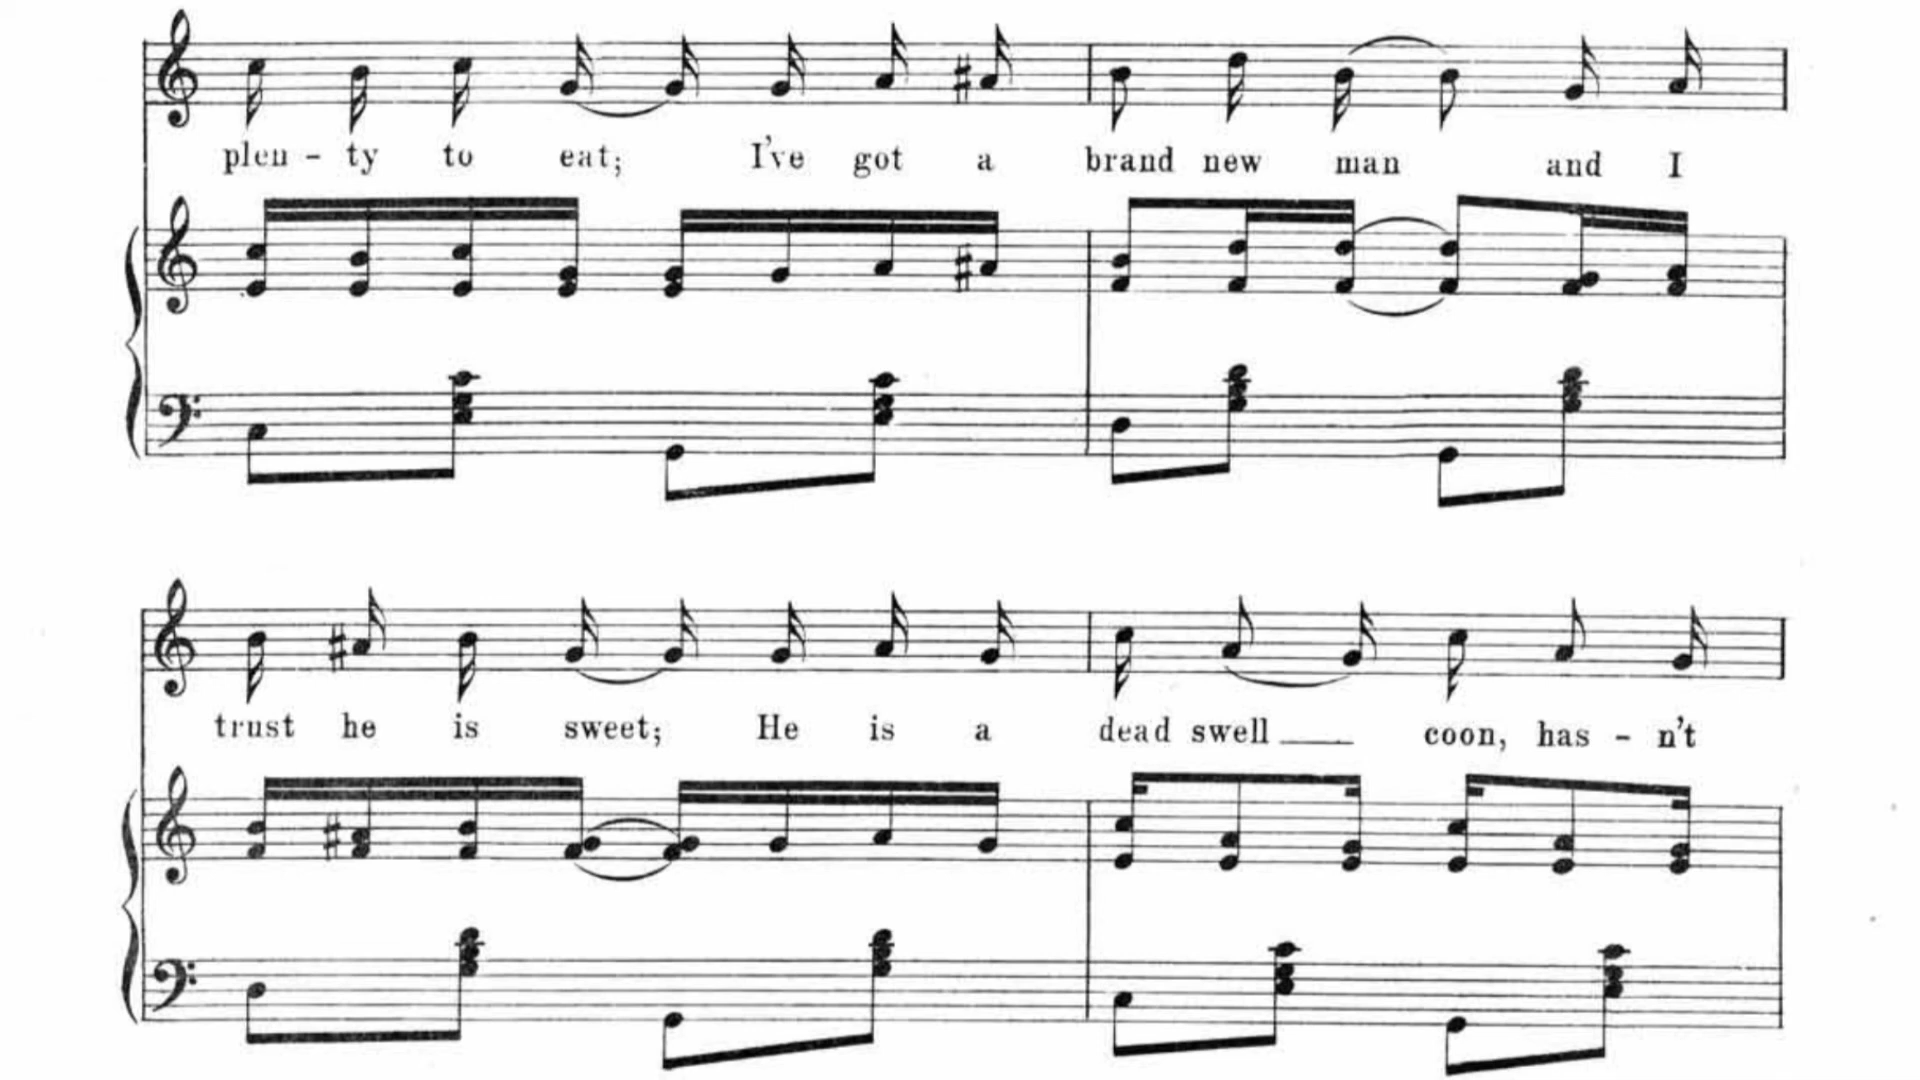 plen - ty to eat; I've got a brand new man and I
trust he is sweet; He is a dead swell coon, has - n't